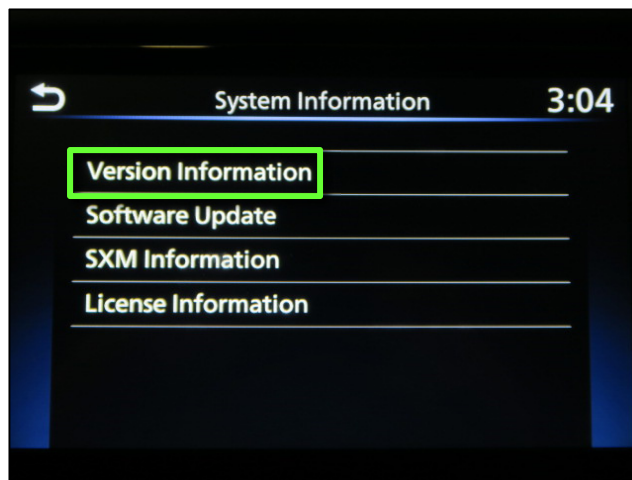 System Information
3:04
Version Information
Software Update
SXM Information
License Information